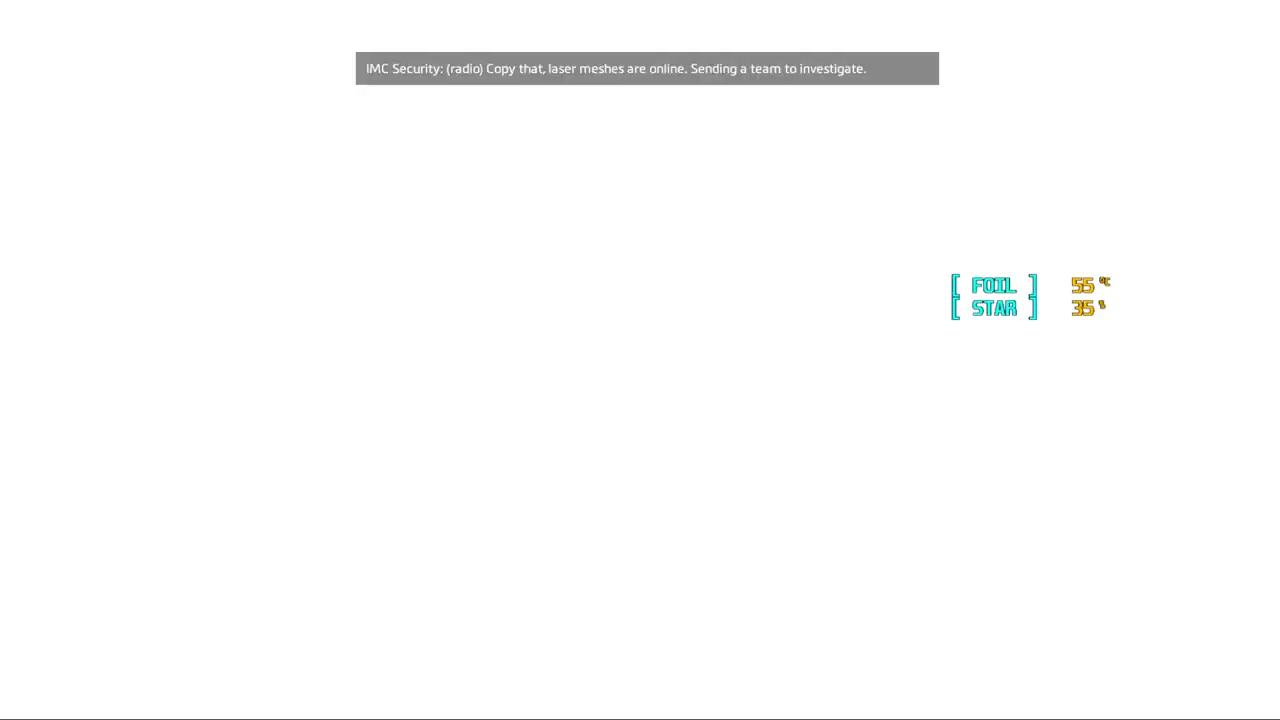 IMC Security: (radio) Copy that, laser meshes are online. Sending a team to investigate.
[ FOIL ] 55 °C
[ STAR ] 35